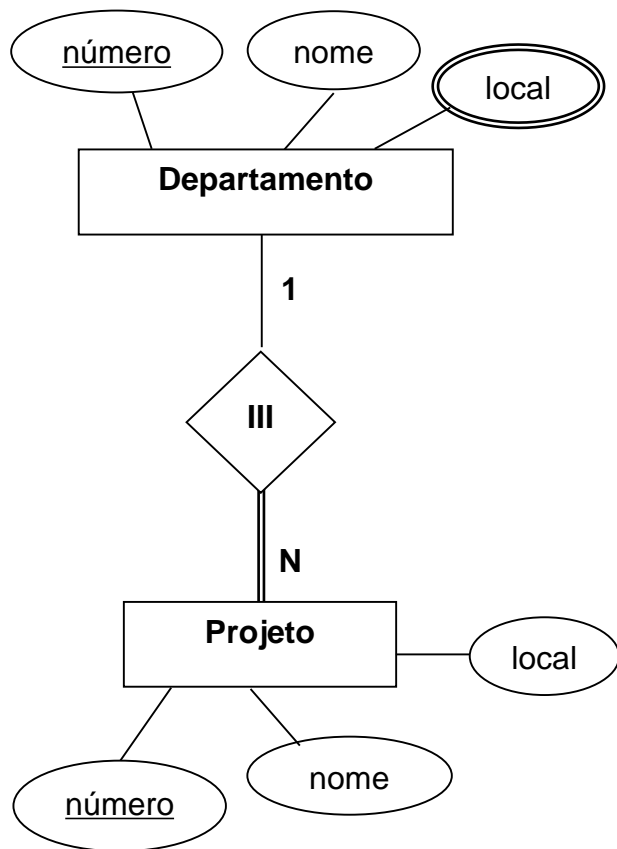 número
nome
local
Departamento
1
III
N
Projeto
local
nome
número